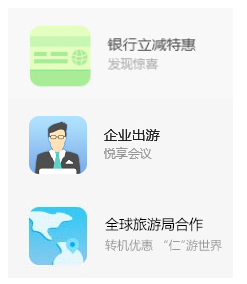 银行立减特惠
发现惊喜
企业出游
悦享会议
全球旅游局合作
转机优惠 “仁”游世界